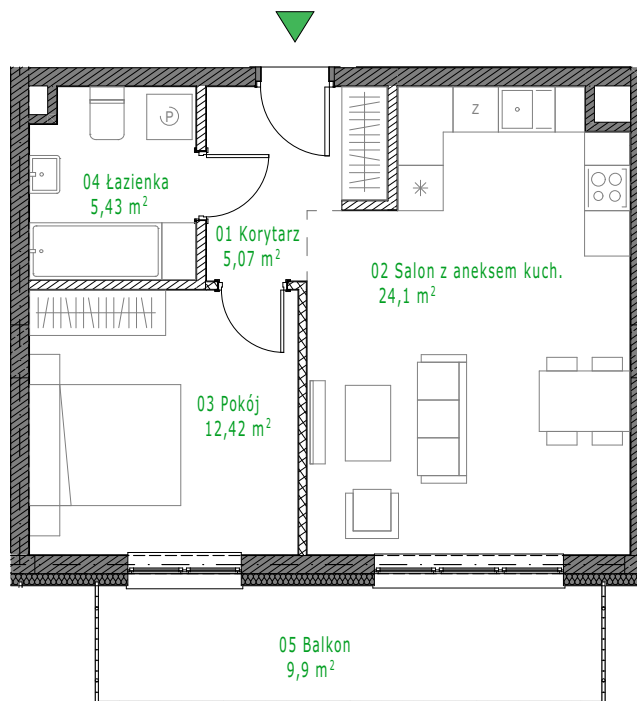 Z
P
04 Łazienka
5,43 m²
01 Korytarz
5,07 m²
02 Salon z aneksem kuch.
24,1 m²
03 Pokój
12,42 m²
05 Balkon
9,9 m²